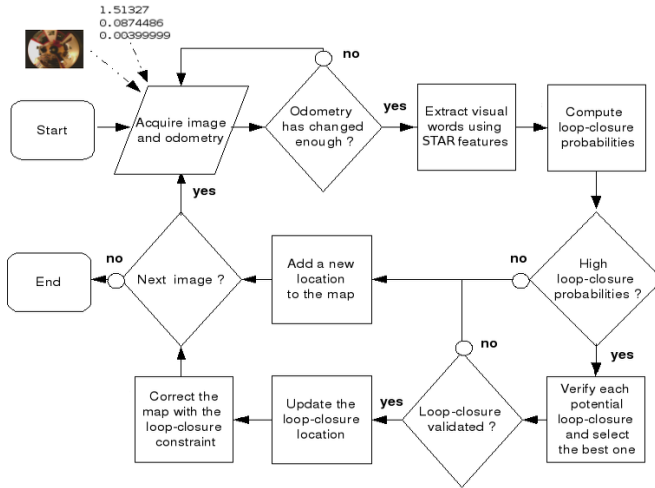 1.51327
0.0874486
0.00399999
no
Start
Acquire image
and odometry
Odometry
has changed
enough ?
yes
Extract visual
words using
STAR features
Compute
loop-closure
probabilities
yes
no
End
Next image ?
Add a new
location
to the map
no
High
loop-closure
probabilities ?
no
yes
Correct the
map with the
loop-closure
constraint
Update the
loop-closure
location
yes
Loop-closure
validated ?
Verify each
potential
loop-closure
and select
the best one